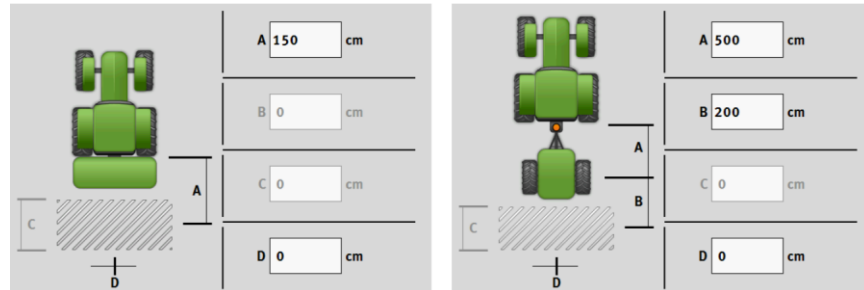 A 150 cm
B 0 cm
A
C 0 cm
C
D 0 cm
D
A 500 cm
B 200 cm
A
C 0 cm
B
C
D 0 cm
D